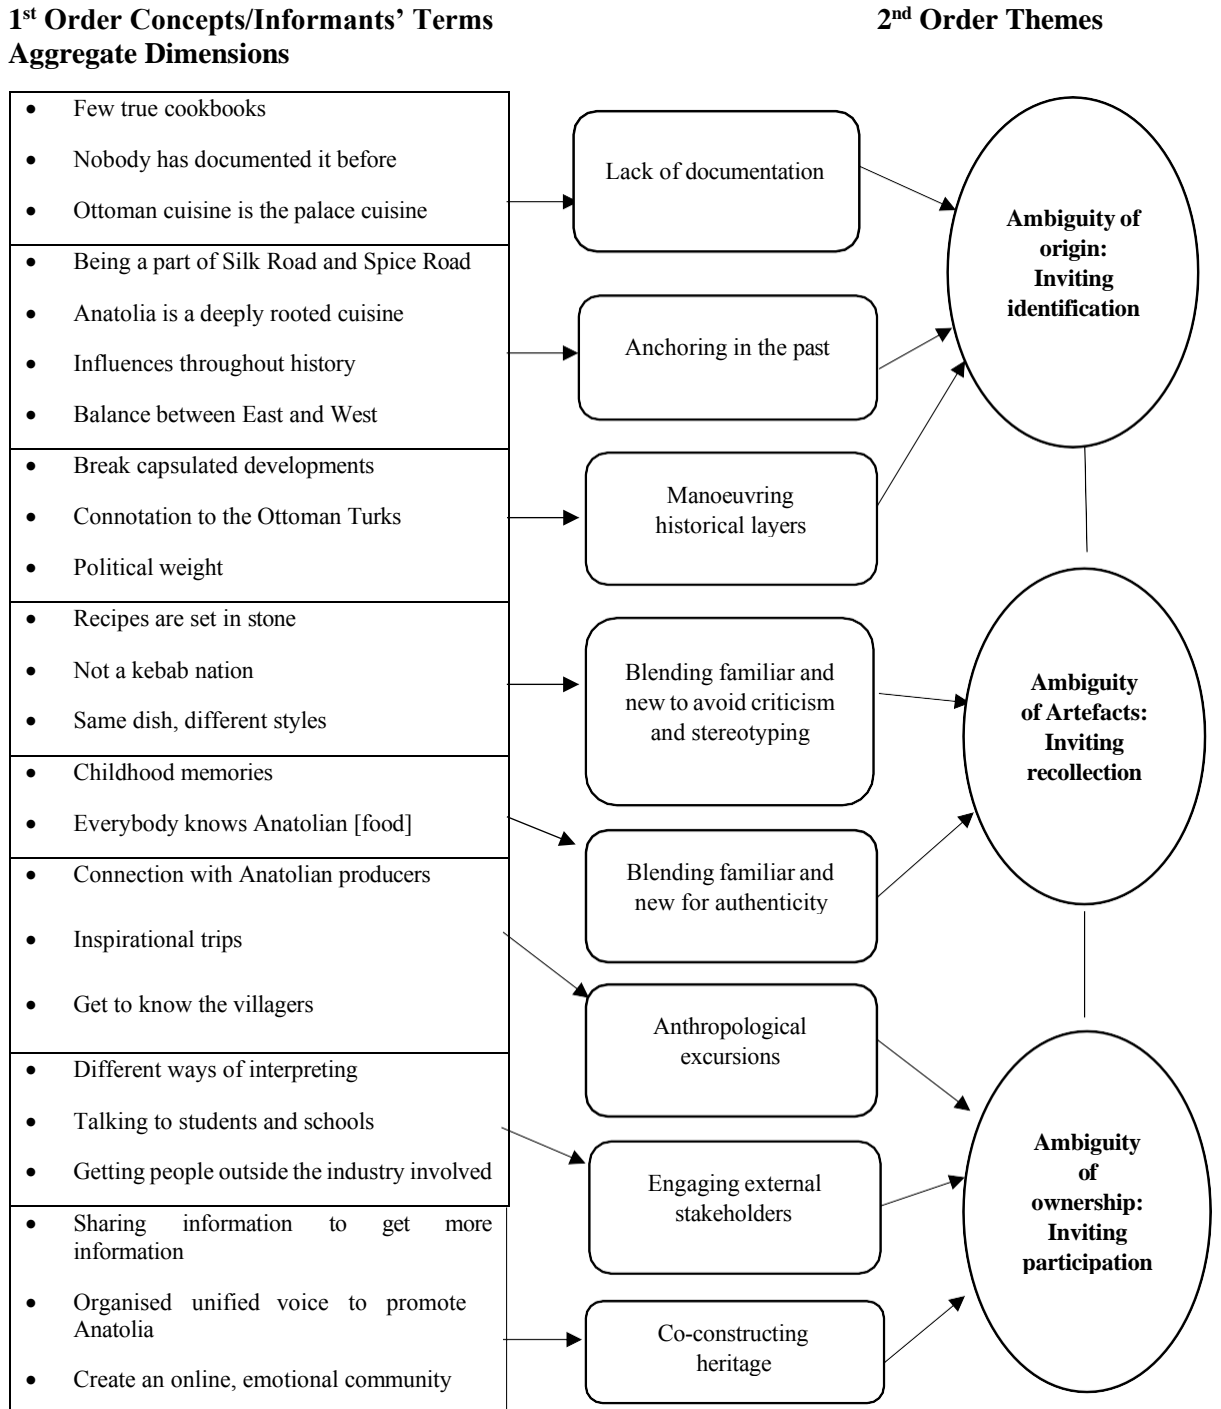 1st Order Concepts/Informants' Terms
2nd Order Themes
Aggregate Dimensions
• Few true cookbooks
• Nobody has documented it before
• Ottoman cuisine is the palace cuisine
• Being a part of Silk Road and Spice Road
• Anatolia is a deeply rooted cuisine
• Influences throughout history
• Balance between East and West
• Break capsulated developments
• Connotation to the Ottoman Turks
• Political weight
• Recipes are set in stone
• Not a kebab nation
• Same dish, different styles
• Childhood memories
• Everybody knows Anatolian [food]
• Connection with Anatolian producers
• Inspirational trips
• Get to know the villagers
• Different ways of interpreting
• Talking to students and schools
• Getting people outside the industry involved
• Sharing information to get more
information
• Organised unified voice to promote
Anatolia
• Create an online, emotional community
Lack of documentation
Anchoring in the past
Manoeuvring
historical layers
Blending familiar and
new to avoid criticism
and stereotyping
Blending familiar and
new for authenticity
Anthropological
excursions
Engaging external
stakeholders
Co-constructing
heritage
Ambiguity of
origin:
Inviting
identification
Ambiguity
of Artefacts:
Inviting
recollection
Ambiguity
of
ownership:
Inviting
participation